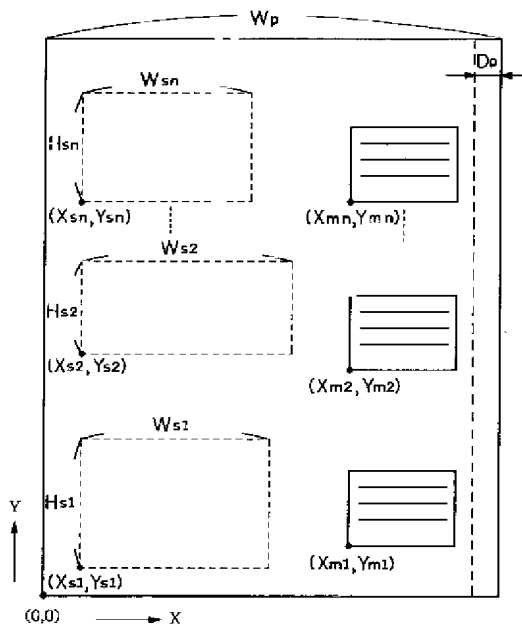 Wp
De
Wsn
Hsn
(Xsn,Ysn)
(Xmn,Ymn)
Ws2
Hs2
(Xs2,Ys2)
(Xm2,Ym2)
Ws1
Hs1
Y
(Xs1,Ys1)
(Xm1,Ym1)
(0,0)
X